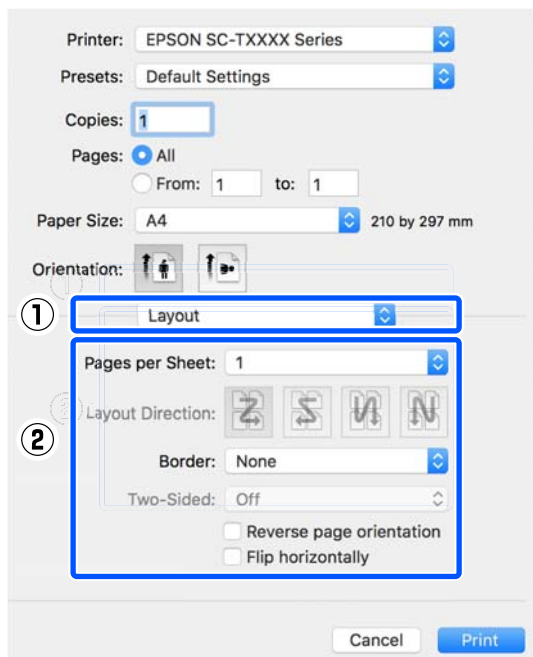 Printer: EPSON SC-TXXXX Series
Presets: Default Settings
Copies: 1
Pages: All
From: 1 to: 1
Paper Size: A4 210 by 297 mm
Orientation:
① Layout
Pages per Sheet: 1
② Layout Direction:
Border: None
Two-Sided: Off
Reverse page orientation
Flip horizontally
Cancel Print